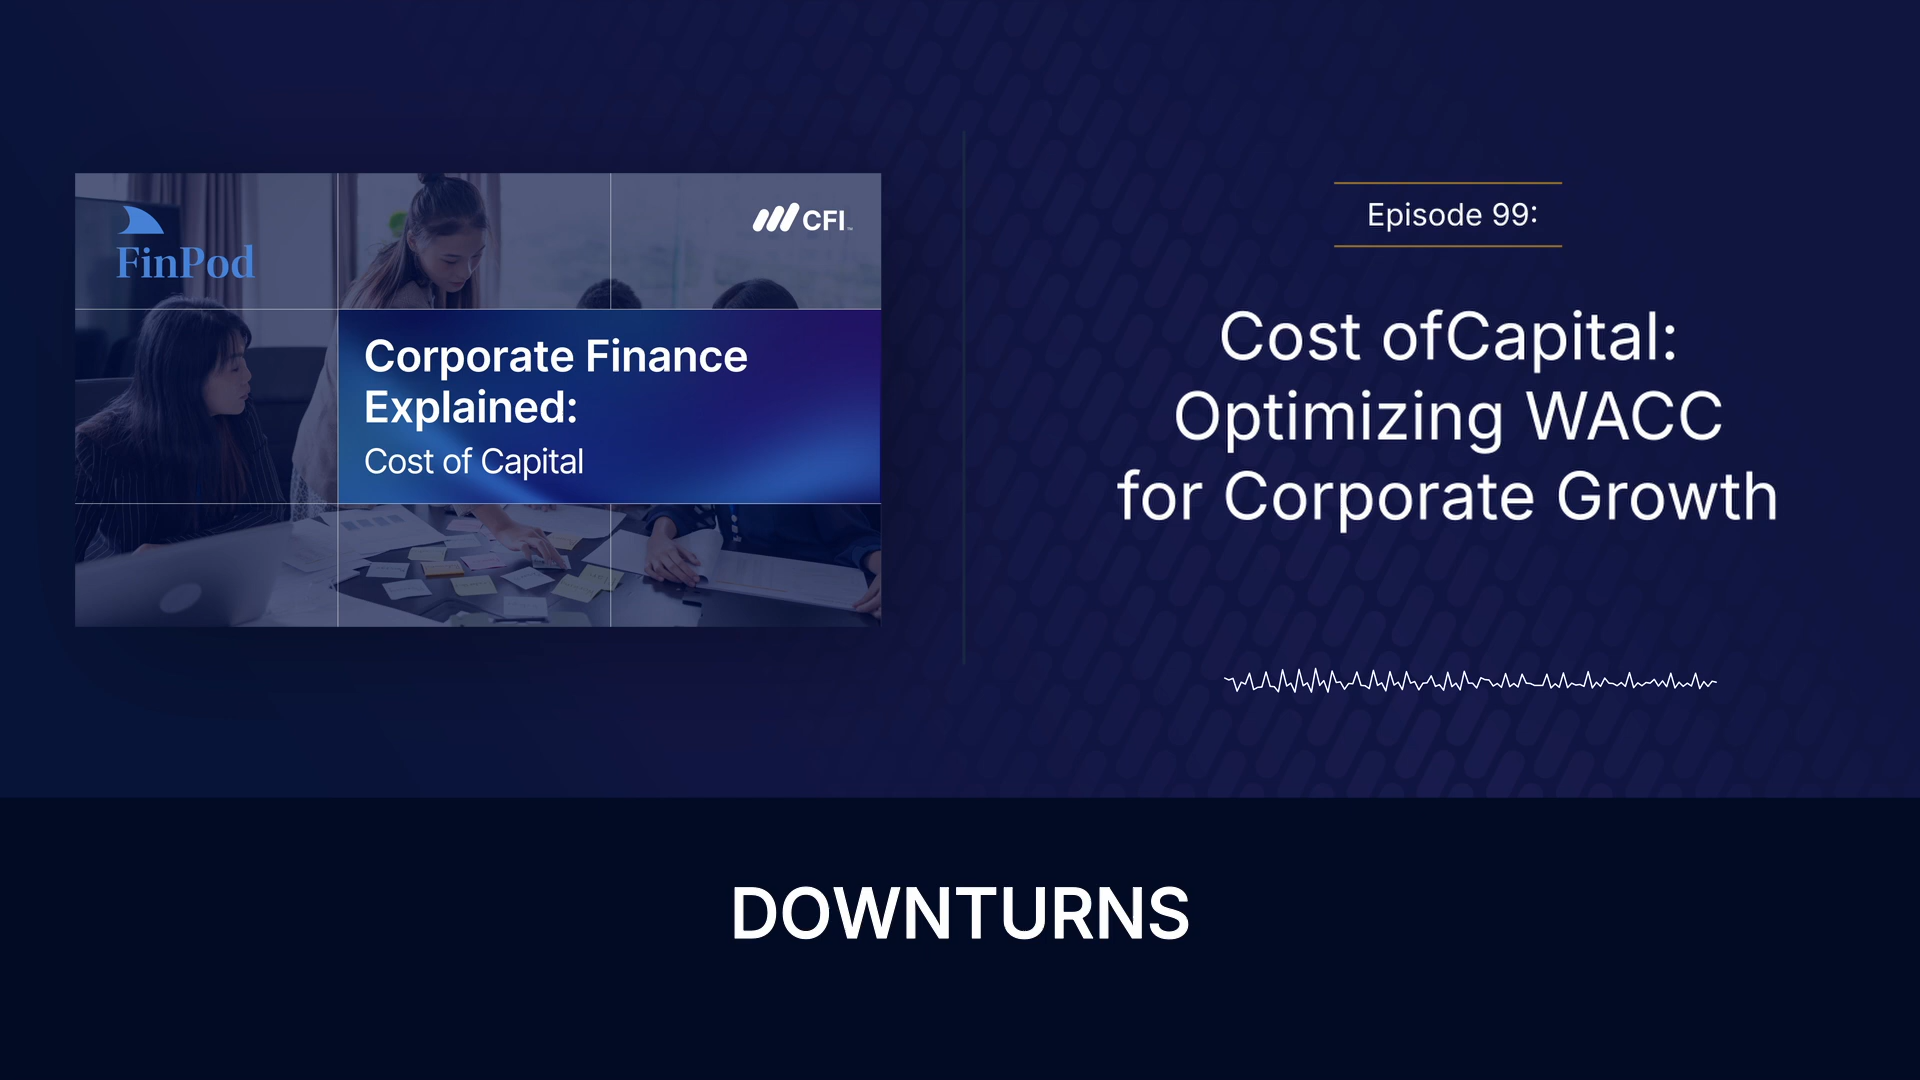 FinPod
CFI
Corporate Finance
Explained:
Cost of Capital
Episode 99:
Cost ofCapital:
Optimizing WACC
for Corporate Growth
DOWNTURNS